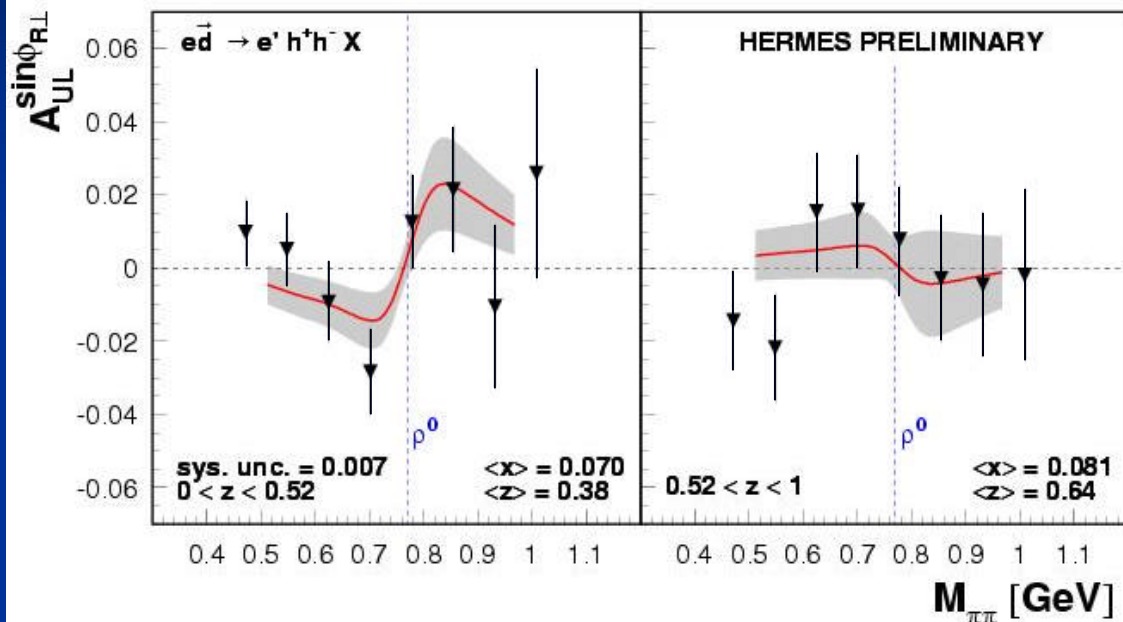 A_UL^sinφ_R⊥
e d⃗ → e' h⁺h⁻ X
HERMES PRELIMINARY
0.06
0.04
0.02
0
-0.02
-0.04
-0.06
ρ⁰
ρ⁰
sys. unc. = 0.007
0 < z < 0.52
<x> = 0.070
<z> = 0.38
0.52 < z < 1
<x> = 0.081
<z> = 0.64
0.4 0.5 0.6 0.7 0.8 0.9 1 1.1
0.4 0.5 0.6 0.7 0.8 0.9 1 1.1
M_ππ [GeV]